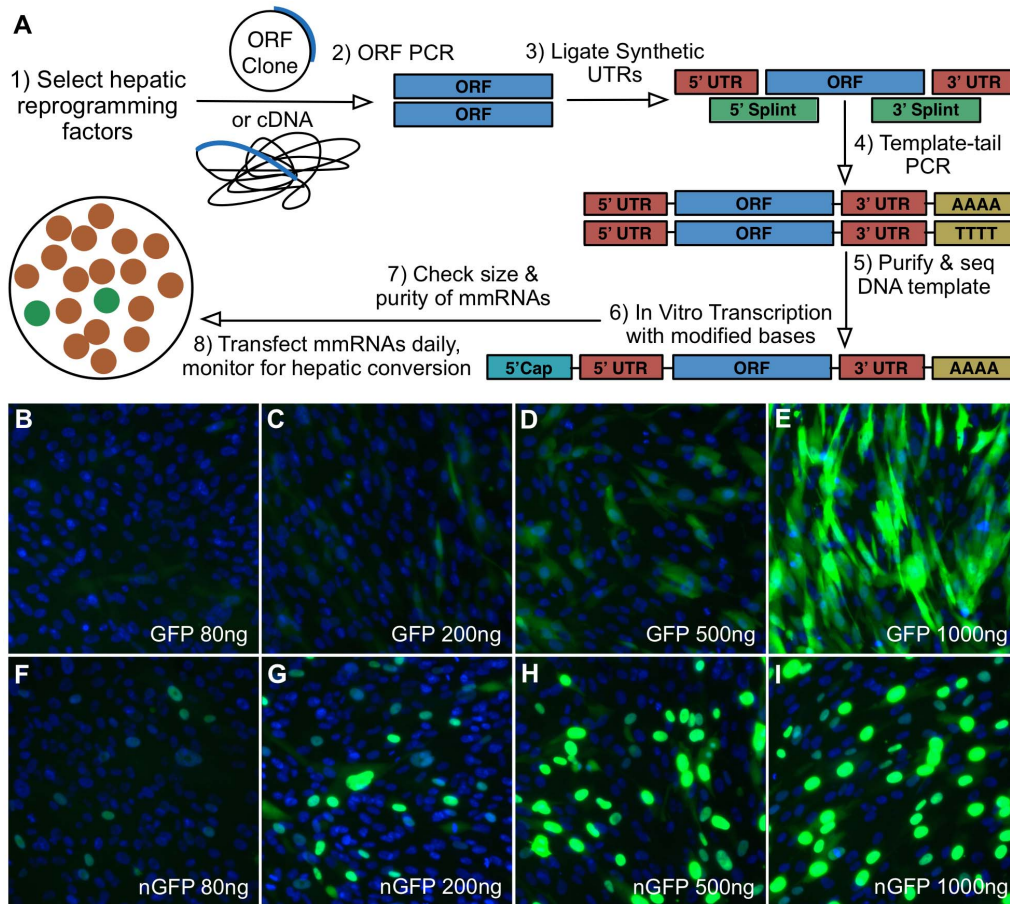 A
1) Select hepatic
reprogramming
factors
ORF
Clone
or cDNA
2) ORF PCR
ORF
ORF
3) Ligate Synthetic
UTRs
5’ UTR ORF 3’ UTR
5’ Splint 3’ Splint
4) Template-tail
PCR
5’ UTR ORF 3’ UTR AAAA
5’ UTR ORF 3’ UTR TTTT
5) Purify & seq
DNA template
6) In Vitro Transcription
with modified bases
5’Cap 5’ UTR ORF 3’ UTR AAAA
7) Check size &
purity of mmRNAs
8) Transfect mmRNAs daily,
monitor for hepatic conversion
B
GFP 80ng
C
GFP 200ng
D
GFP 500ng
E
GFP 1000ng
F
nGFP 80ng
G
nGFP 200ng
H
nGFP 500ng
I
nGFP 1000ng